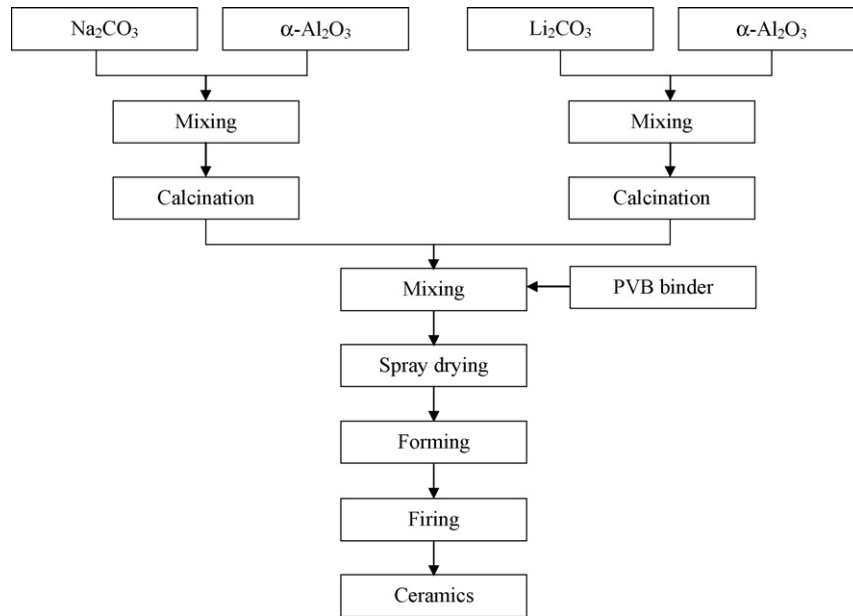 Na₂CO₃
α-Al₂O₃
Li₂CO₃
α-Al₂O₃
Mixing
Mixing
Calcination
Calcination
Mixing
PVB binder
Spray drying
Forming
Firing
Ceramics